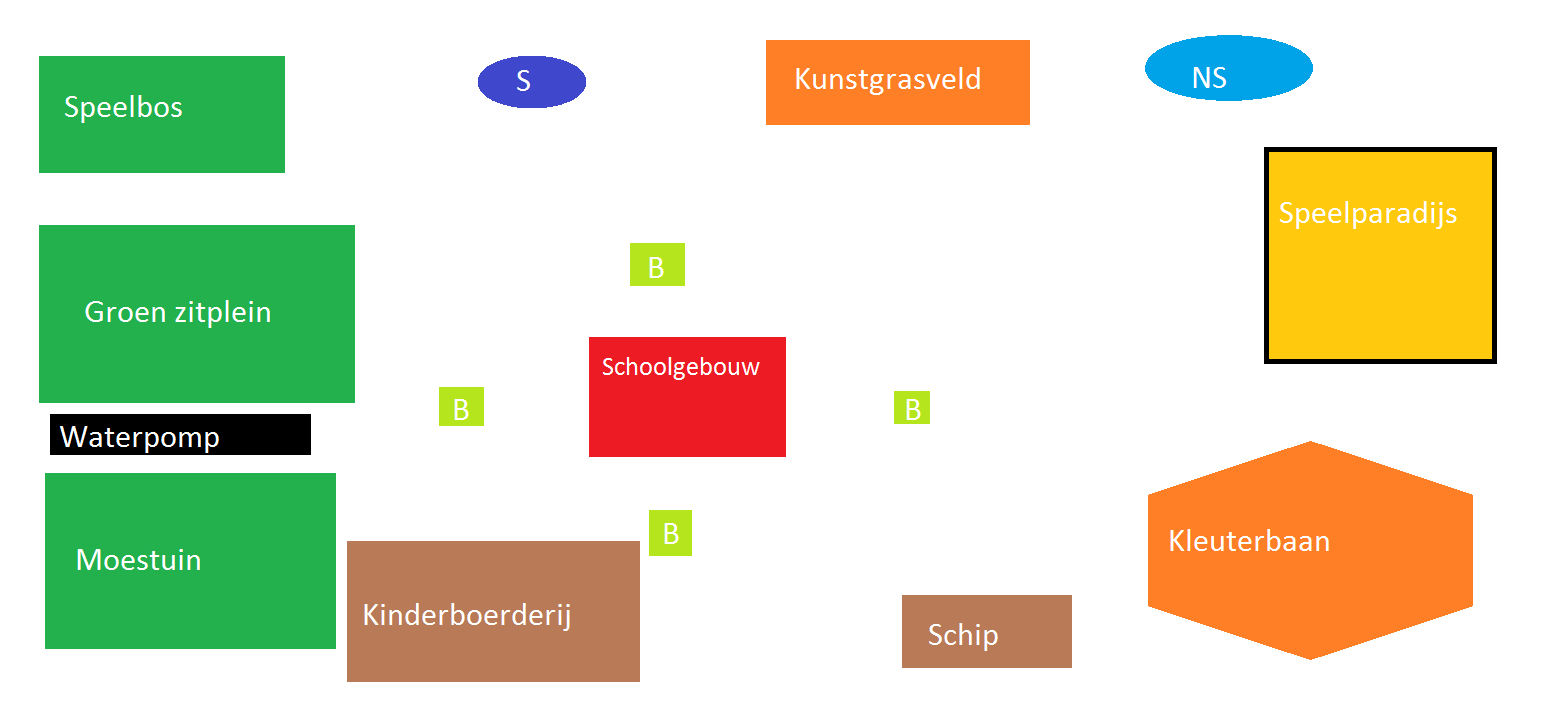 Speelbos
S
Kunstgrasveld
NS
Speelparadijs
Groen zitplein
B
Schoolgebouw
B
B
Waterpomp
Moestuin
B
Kleuterbaan
Kinderboerderij
Schip